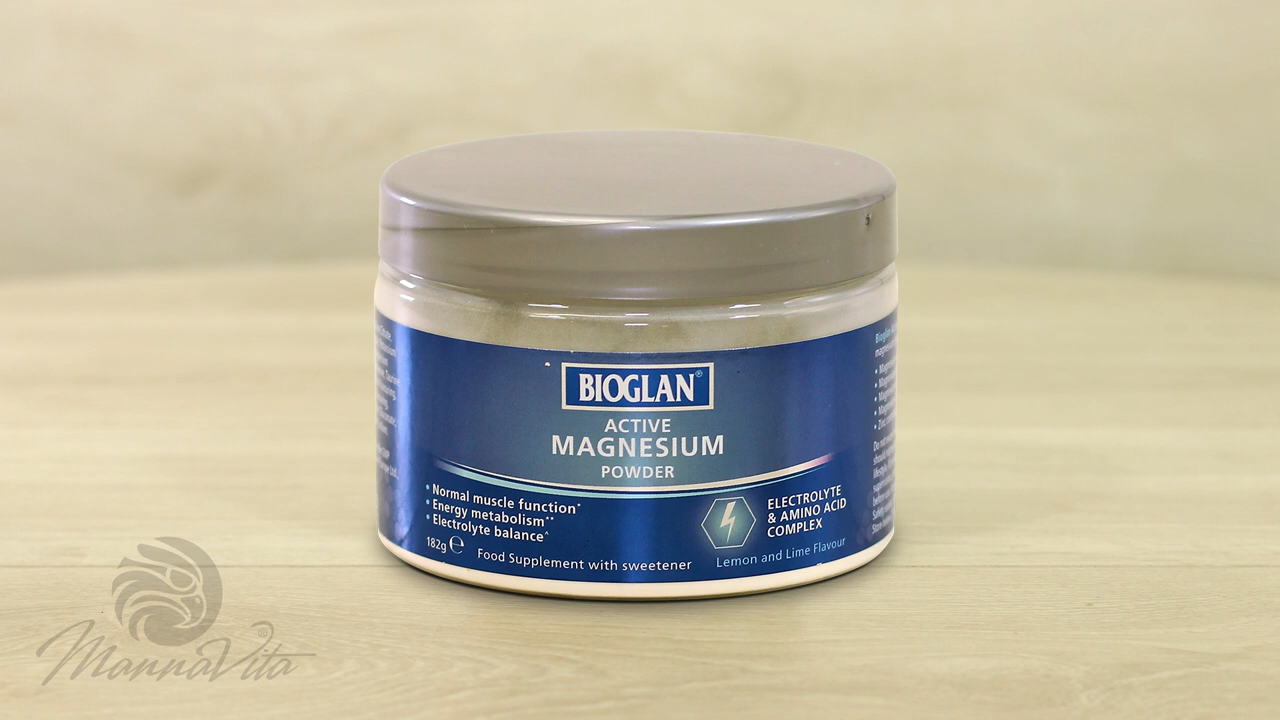 BIOGLAN®
ACTIVE
MAGNESIUM
POWDER
• Normal muscle function*
• Energy metabolism**
• Electrolyte balance^
182g ℮
Food Supplement with sweetener
ELECTROLYTE
& AMINO ACID
COMPLEX
Lemon and Lime Flavour
MannaVita®